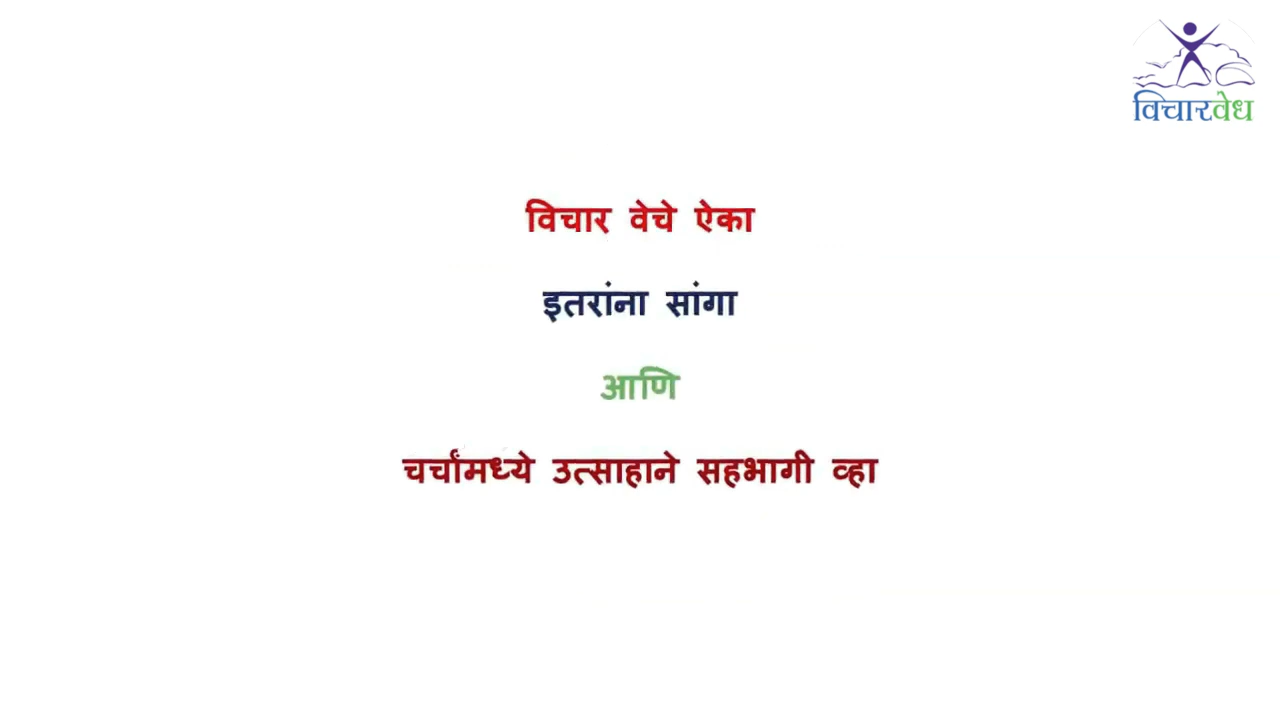 विचारवेध
विचार वेचे ऐका
इतरांना सांगा
आणि
चर्चांमध्ये उत्साहाने सहभागी व्हा